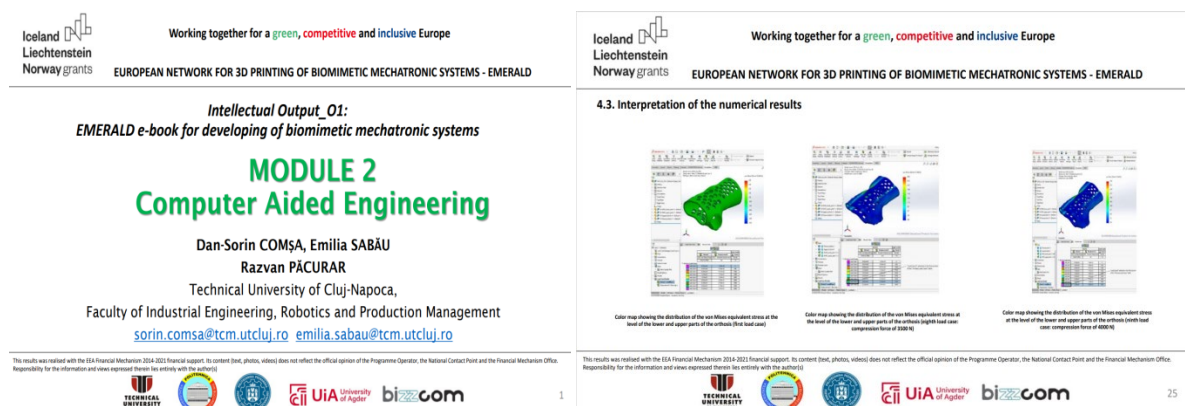 Iceland
Liechtenstein
Norway grants
Working together for a green, competitive and inclusive Europe
EUROPEAN NETWORK FOR 3D PRINTING OF BIOMIMETIC MECHATRONIC SYSTEMS - EMERALD
Intellectual Output_O1:
EMERALD e-book for developing of biomimetic mechatronic systems
MODULE 2
Computer Aided Engineering
Dan-Sorin COMȘA, Emilia SABĂU
Razvan PĂCURAR
Technical University of Cluj-Napoca,
Faculty of Industrial Engineering, Robotics and Production Management
sorin.comsa@tcm.utcluj.ro emilia.sabau@tcm.utcluj.ro
This results was realised with the EEA Financial Mechanism 2014-2021 financial support. Its content (text, photos, videos) does not reflect the official opinion of the Programme Operator, the National Contact Point and the Financial Mechanism Office.
Responsibility for the information and views expressed therein lies entirely with the author(s)
TECHNICAL
UNIVERSITY
POLITEHNICA
UiA University
of Agder
bizzcom
1
Iceland
Liechtenstein
Norway grants
Working together for a green, competitive and inclusive Europe
EUROPEAN NETWORK FOR 3D PRINTING OF BIOMIMETIC MECHATRONIC SYSTEMS - EMERALD
4.3. Interpretation of the numerical results
Color map showing the distribution of the von Mises equivalent stress at
the level of the lower and upper parts of the orthosis (first load case)
Color map showing the distribution of the von Mises equivalent stress at
the level of the lower and upper parts of the orthosis (eighth load case:
compression force of 3500 N)
Color map showing the distribution of the von Mises equivalent stress
at the level of the lower and upper parts of the orthosis (ninth load
case: compression force of 4000 N)
This results was realised with the EEA Financial Mechanism 2014-2021 financial support. Its content (text, photos, videos) does not reflect the official opinion of the Programme Operator, the National Contact Point and the Financial Mechanism Office.
Responsibility for the information and views expressed therein lies entirely with the author(s)
TECHNICAL
UNIVERSITY
POLITEHNICA
UiA University
of Agder
bizzcom
25